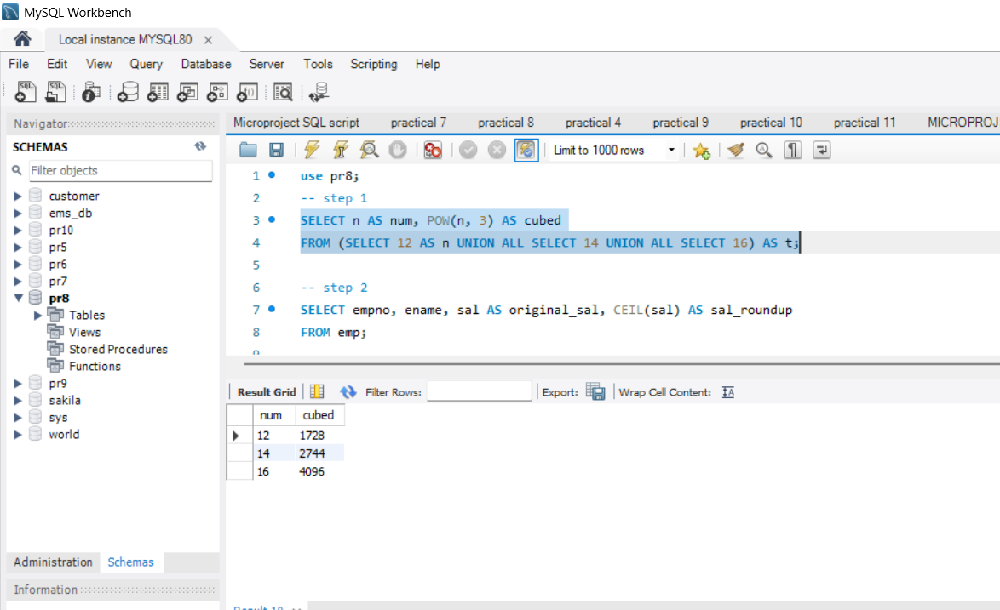 MySQL Workbench
Local instance MYSQL80
File Edit View Query Database Server Tools Scripting Help
Navigator
SCHEMAS
Filter objects
customer
ems_db
pr10
pr5
pr6
pr7
pr8
Tables
Views
Stored Procedures
Functions
pr9
sakila
sys
world
Administration Schemas
Information
Microproject SQL script practical 7 practical 8 practical 4 practical 9 practical 10 practical 11 MICROPROJ
Limit to 1000 rows
1 use pr8;
2 -- step 1
3 SELECT n AS num, POW(n, 3) AS cubed
4 FROM (SELECT 12 AS n UNION ALL SELECT 14 UNION ALL SELECT 16) AS t;
5
6 -- step 2
7 SELECT empno, ename, sal AS original_sal, CEIL(sal) AS sal_roundup
8 FROM emp;
Result Grid Filter Rows: Export: Wrap Cell Content:
num cubed
12 1728
14 2744
16 4096